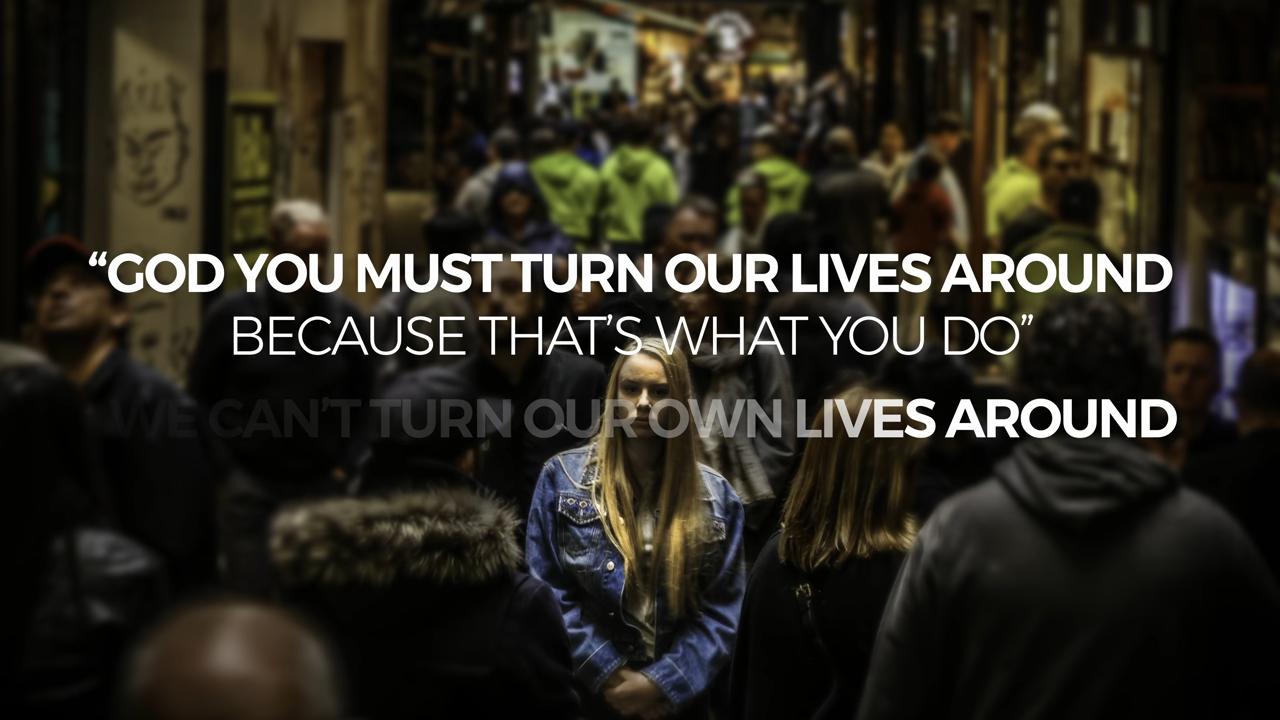 “GOD YOU MUST TURN OUR LIVES AROUND
BECAUSE THAT’S WHAT YOU DO”
WE CAN’T TURN OUR OWN LIVES AROUND